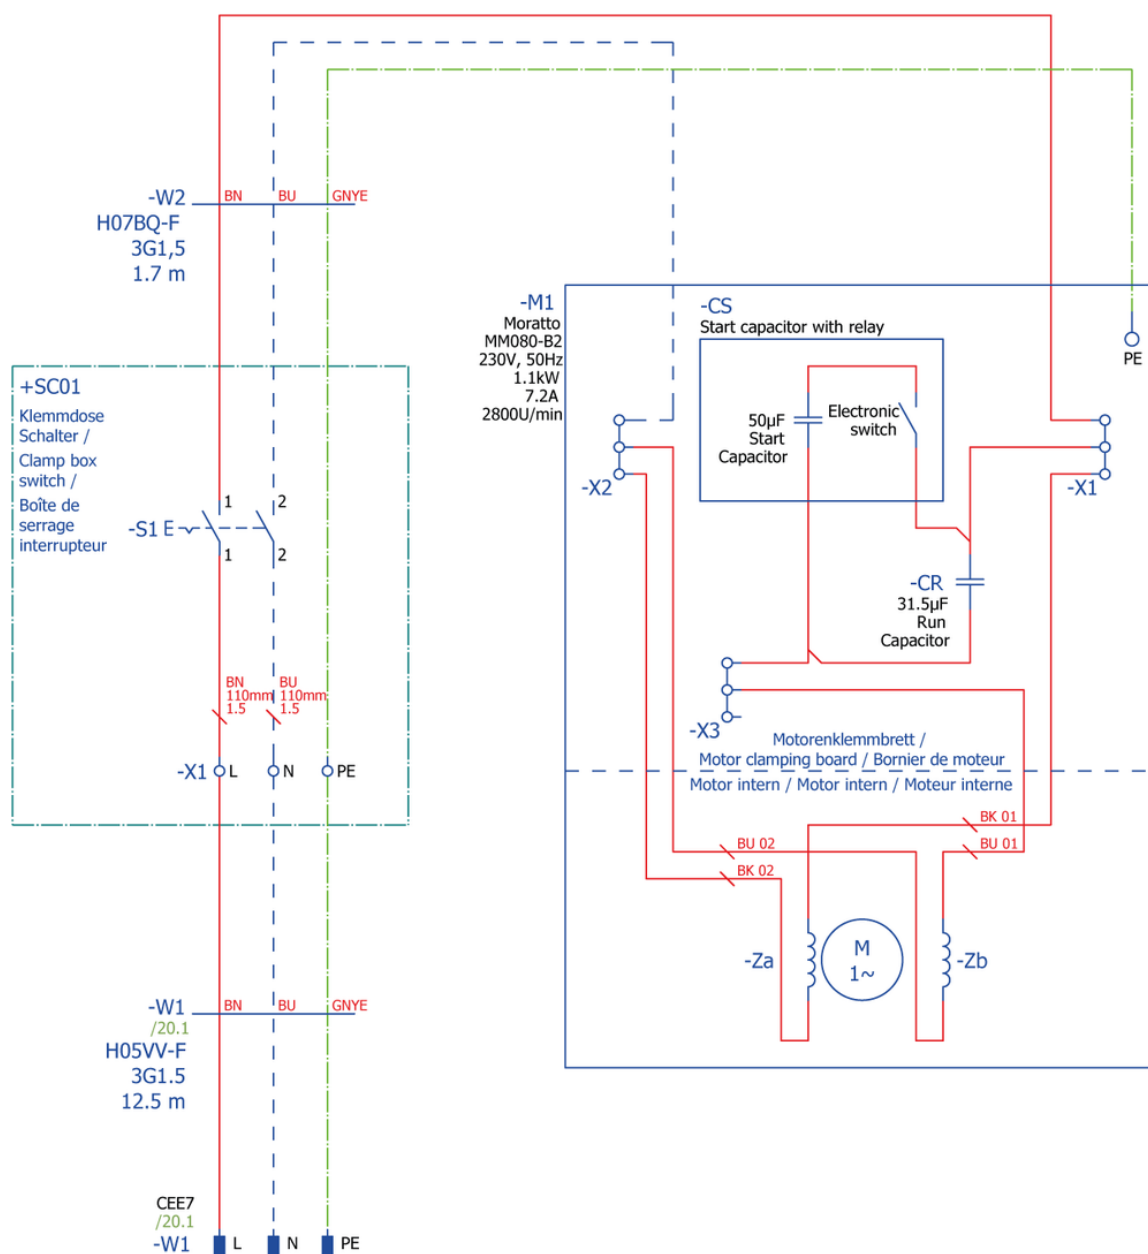 -W2
BN
BU
GNYE
H07BQ-F
3G1,5
1.7 m
-M1
Moratto
MM080-B2
230V, 50Hz
1.1kW
7.2A
2800U/min
-CS
Start capacitor with relay
50µF
Start
Capacitor
Electronic
switch
PE
-X2
-X1
-CR
31.5µF
Run
Capacitor
-X3
Motorenklemmbrett /
Motor clamping board / Bornier de moteur
Motor intern / Motor intern / Moteur interne
BK 01
BU 02
BU 01
BK 02
-Za
M
1~
-Zb
+SC01
Klemmdose
Schalter /
Clamp box
switch /
Boîte de
serrage
interrupteur
1
2
-S1 E
1
2
BN
110mm
1.5
BU
110mm
1.5
-X1
L
N
PE
-W1
/20.1
BN
BU
GNYE
H05VV-F
3G1.5
12.5 m
CEE7
/20.1
-W1
L
N
PE